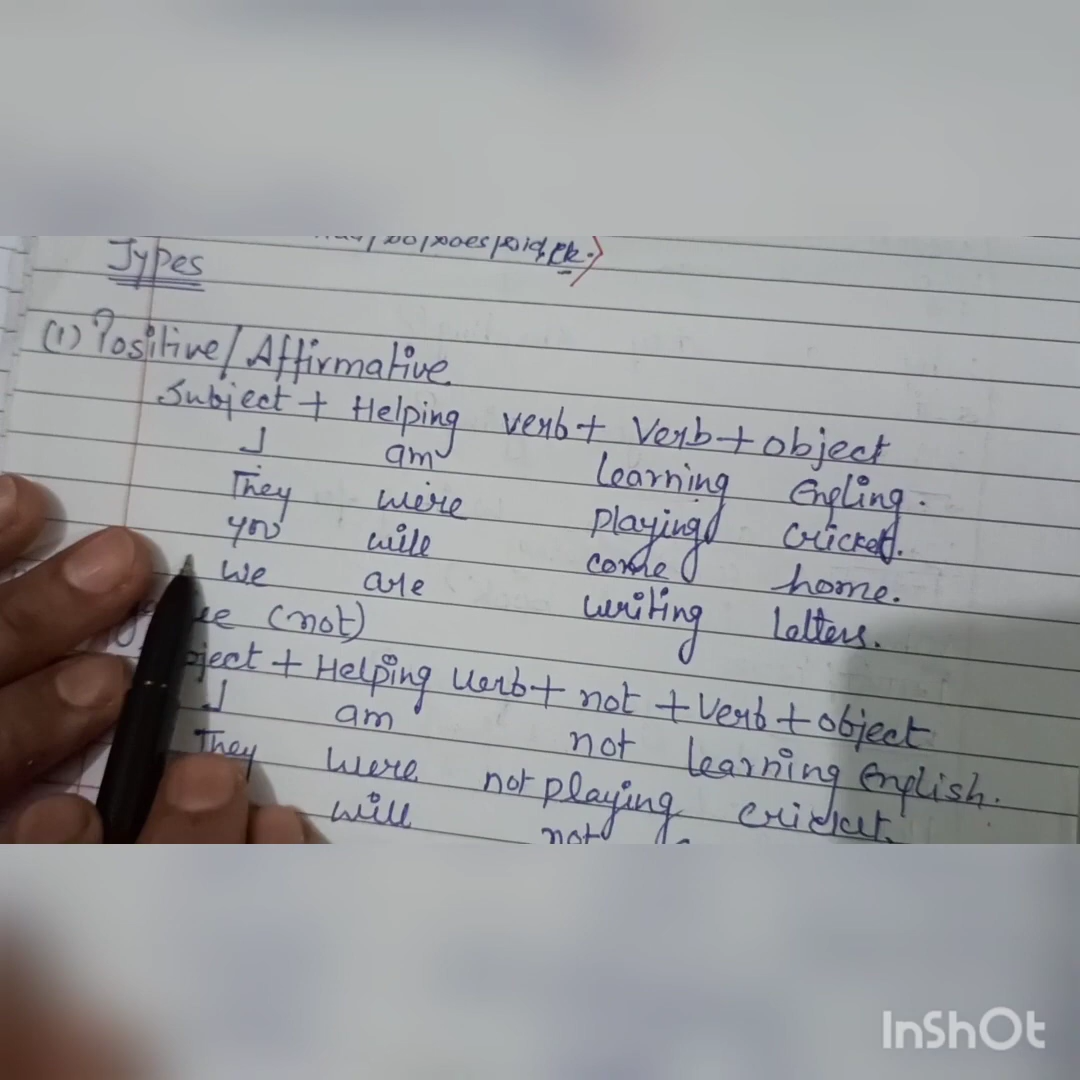 Types
(1) Positive/Affirmative
Subject + Helping verb + Verb + object
I am learning Engling.
They were playing cricket.
you will come home.
we are writing letters.
(not)
+ Helping verb + not + verb + object
I am not learning English.
They were not playing cricket.
will not
InShOt